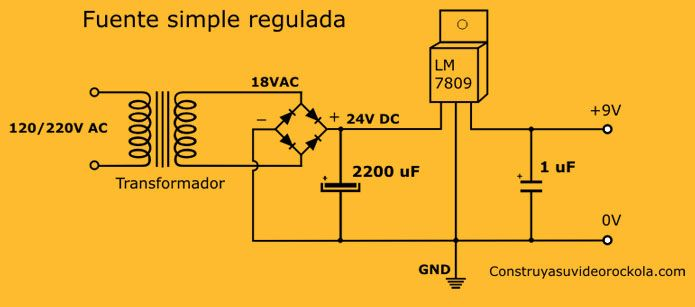 Fuente simple regulada
LM
7809
18VAC
+9V
120/220V AC
−
+
24V DC
+
2200 uF
+
1 uF
Transformador
0V
GND
Construyasuvideorockola.com